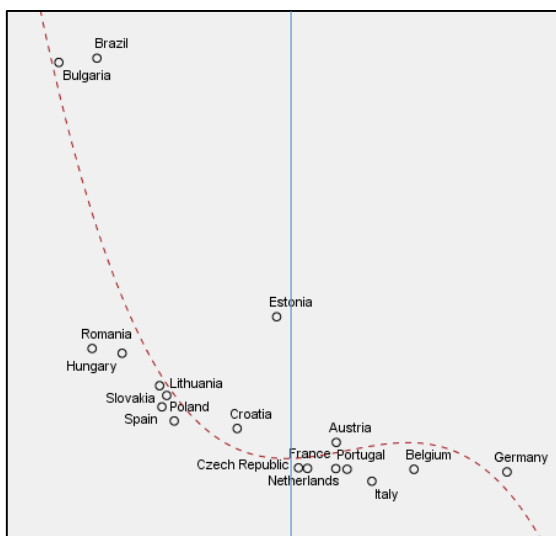 Brazil
Bulgaria
Estonia
Romania
Hungary
Lithuania
Slovakia
Poland
Spain
Croatia
Austria
Czech Republic
France
Portugal
Belgium
Germany
Netherlands
Italy